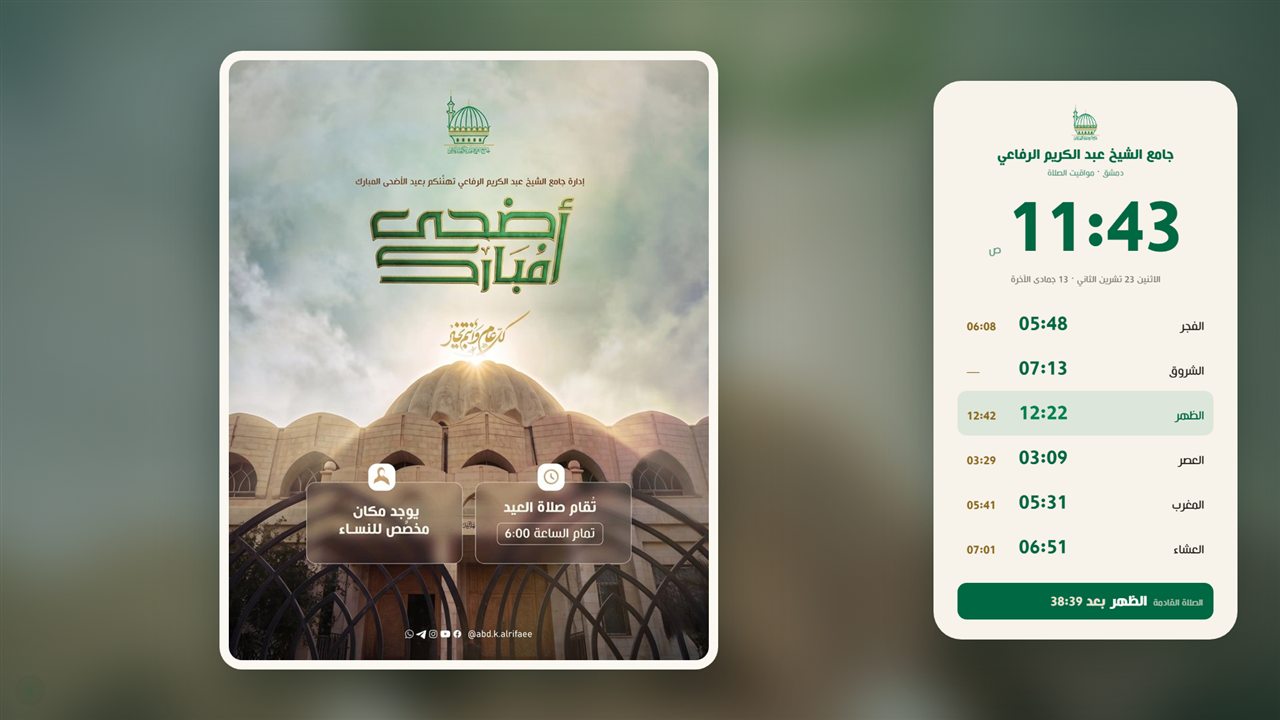 إدارة جامع الشيخ عبد الكريم الرفاعي تهنئكم بعيد الأضحى المبارك
أضحى
مُبارك
كل عام وأنتم بخير
تُقام صلاة العيد
تمام الساعة 6:00
يوجد مكان
مخصّص للنساء
@abd.k.alrifaee
جامع الشيخ عبد الكريم الرفاعي
دمشق · مواقيت الصلاة
11:43 ص
الاثنين 23 تشرين الثاني · 13 جمادى الآخرة
الفجر 05:48 06:08
الشروق 07:13 —
الظهر 12:22 12:42
العصر 03:09 03:29
المغرب 05:31 05:41
العشاء 06:51 07:01
الصلاة القادمة الظهر بعد 38:39